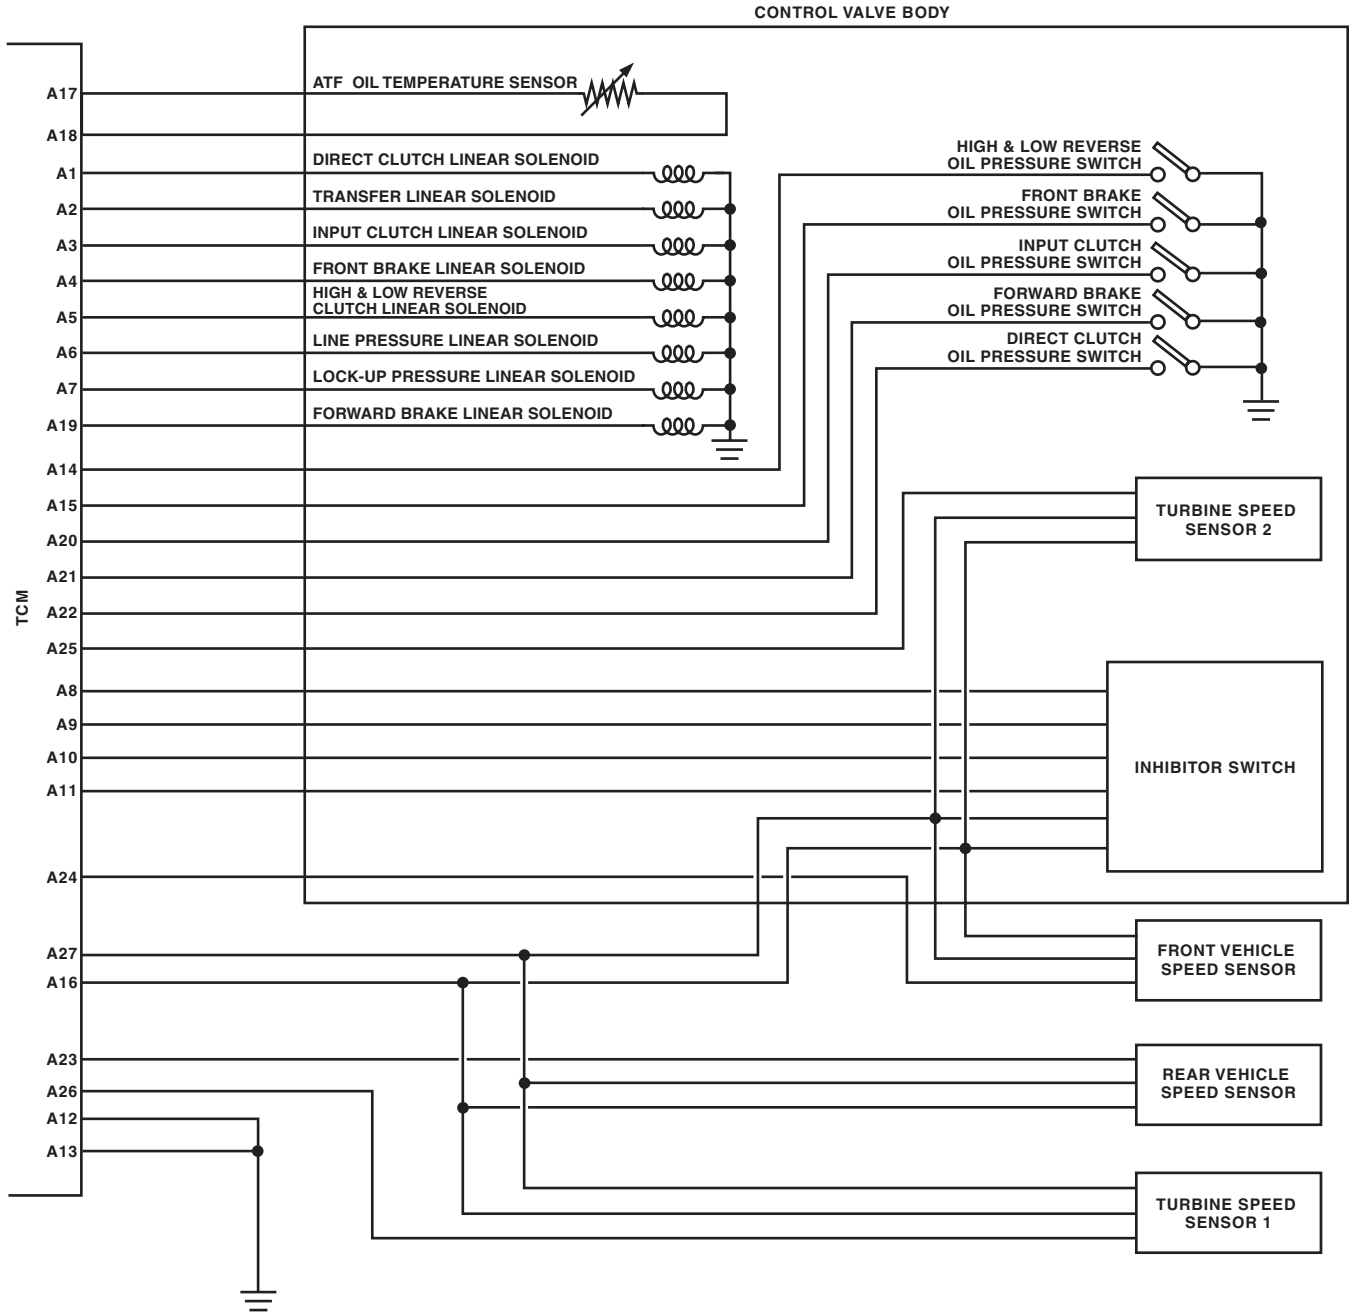 CONTROL VALVE BODY
A17
ATF OIL TEMPERATURE SENSOR
A18
A1
DIRECT CLUTCH LINEAR SOLENOID
A2
TRANSFER LINEAR SOLENOID
A3
INPUT CLUTCH LINEAR SOLENOID
A4
FRONT BRAKE LINEAR SOLENOID
A5
HIGH & LOW REVERSE
CLUTCH LINEAR SOLENOID
A6
LINE PRESSURE LINEAR SOLENOID
A7
LOCK-UP PRESSURE LINEAR SOLENOID
A19
FORWARD BRAKE LINEAR SOLENOID
HIGH & LOW REVERSE
OIL PRESSURE SWITCH
FRONT BRAKE
OIL PRESSURE SWITCH
INPUT CLUTCH
OIL PRESSURE SWITCH
FORWARD BRAKE
OIL PRESSURE SWITCH
DIRECT CLUTCH
OIL PRESSURE SWITCH
A14
A15
A20
A21
A22
A25
TCM
TURBINE SPEED
SENSOR 2
A8
A9
A10
A11
INHIBITOR SWITCH
A24
A27
A16
FRONT VEHICLE
SPEED SENSOR
A23
A26
A12
A13
REAR VEHICLE
SPEED SENSOR
TURBINE SPEED
SENSOR 1